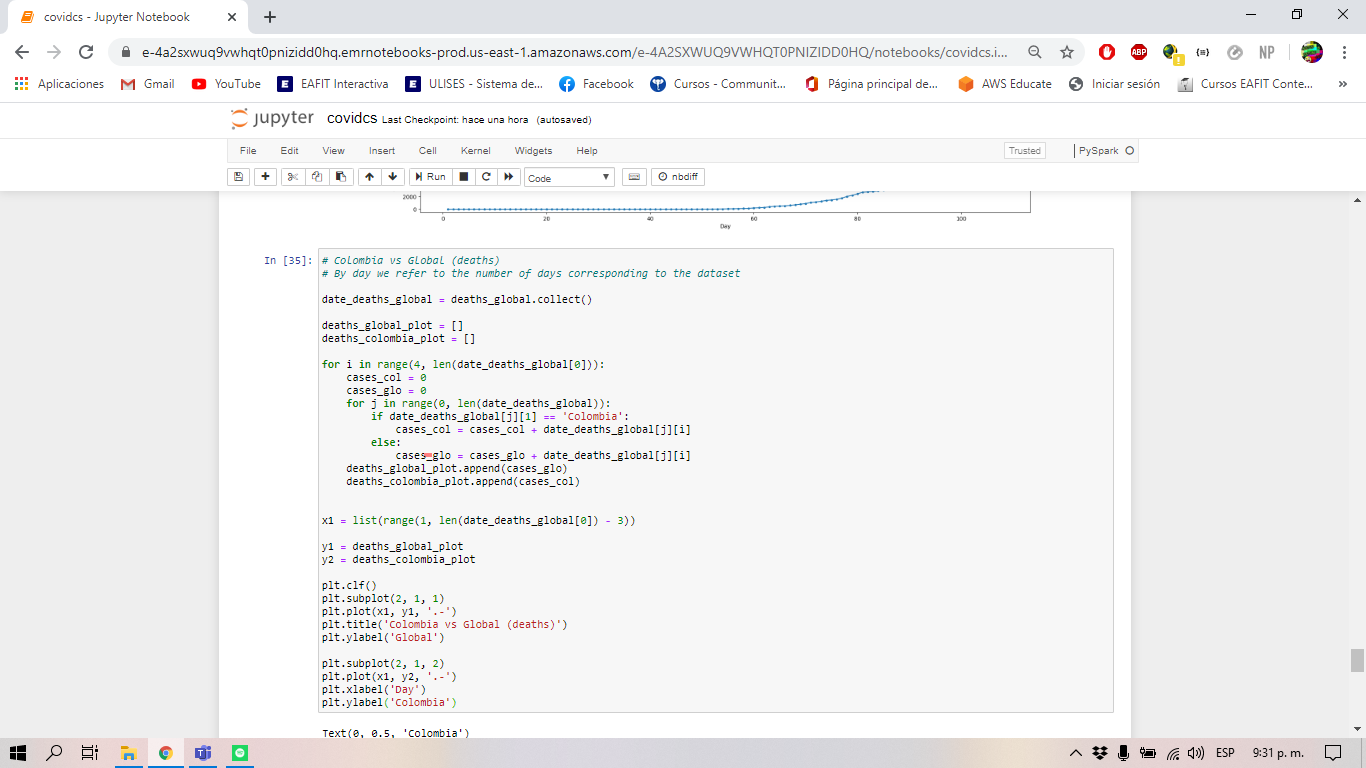 covidcs - Jupyter Notebook
e-4a2sxwuq9vwhqt0pnizidd0hq.emrnotebooks-prod.us-east-1.amazonaws.com/e-4A2SXWUQ9VWHQT0PNIZIDD0HQ/notebooks/covidcs.i...
ABP
NP
Aplicaciones
Gmail
YouTube
EAFIT Interactiva
ULISES - Sistema de...
Facebook
Cursos - Communit...
Página principal de...
AWS Educate
Iniciar sesión
Cursos EAFIT Conte...
jupyter covidcs Last Checkpoint: hace una hora (autosaved)
File Edit View Insert Cell Kernel Widgets Help
Trusted
PySpark
Run
Code
nbdiff
2000
0
0 20 40 60 80 100
Day
In [35]:
# Colombia vs Global (deaths)
# By day we refer to the number of days corresponding to the dataset
date_deaths_global = deaths_global.collect()
deaths_global_plot = []
deaths_colombia_plot = []
for i in range(4, len(date_deaths_global[0])):
    cases_col = 0
    cases_glo = 0
    for j in range(0, len(date_deaths_global)):
        if date_deaths_global[j][1] == 'Colombia':
            cases_col = cases_col + date_deaths_global[j][i]
        else:
            cases_glo = cases_glo + date_deaths_global[j][i]
    deaths_global_plot.append(cases_glo)
    deaths_colombia_plot.append(cases_col)
x1 = list(range(1, len(date_deaths_global[0]) - 3))
y1 = deaths_global_plot
y2 = deaths_colombia_plot
plt.clf()
plt.subplot(2, 1, 1)
plt.plot(x1, y1, '.-')
plt.title('Colombia vs Global (deaths)')
plt.ylabel('Global')
plt.subplot(2, 1, 2)
plt.plot(x1, y2, '.-')
plt.xlabel('Day')
plt.ylabel('Colombia')
Text(0, 0.5, 'Colombia')
ESP
9:31 p. m.